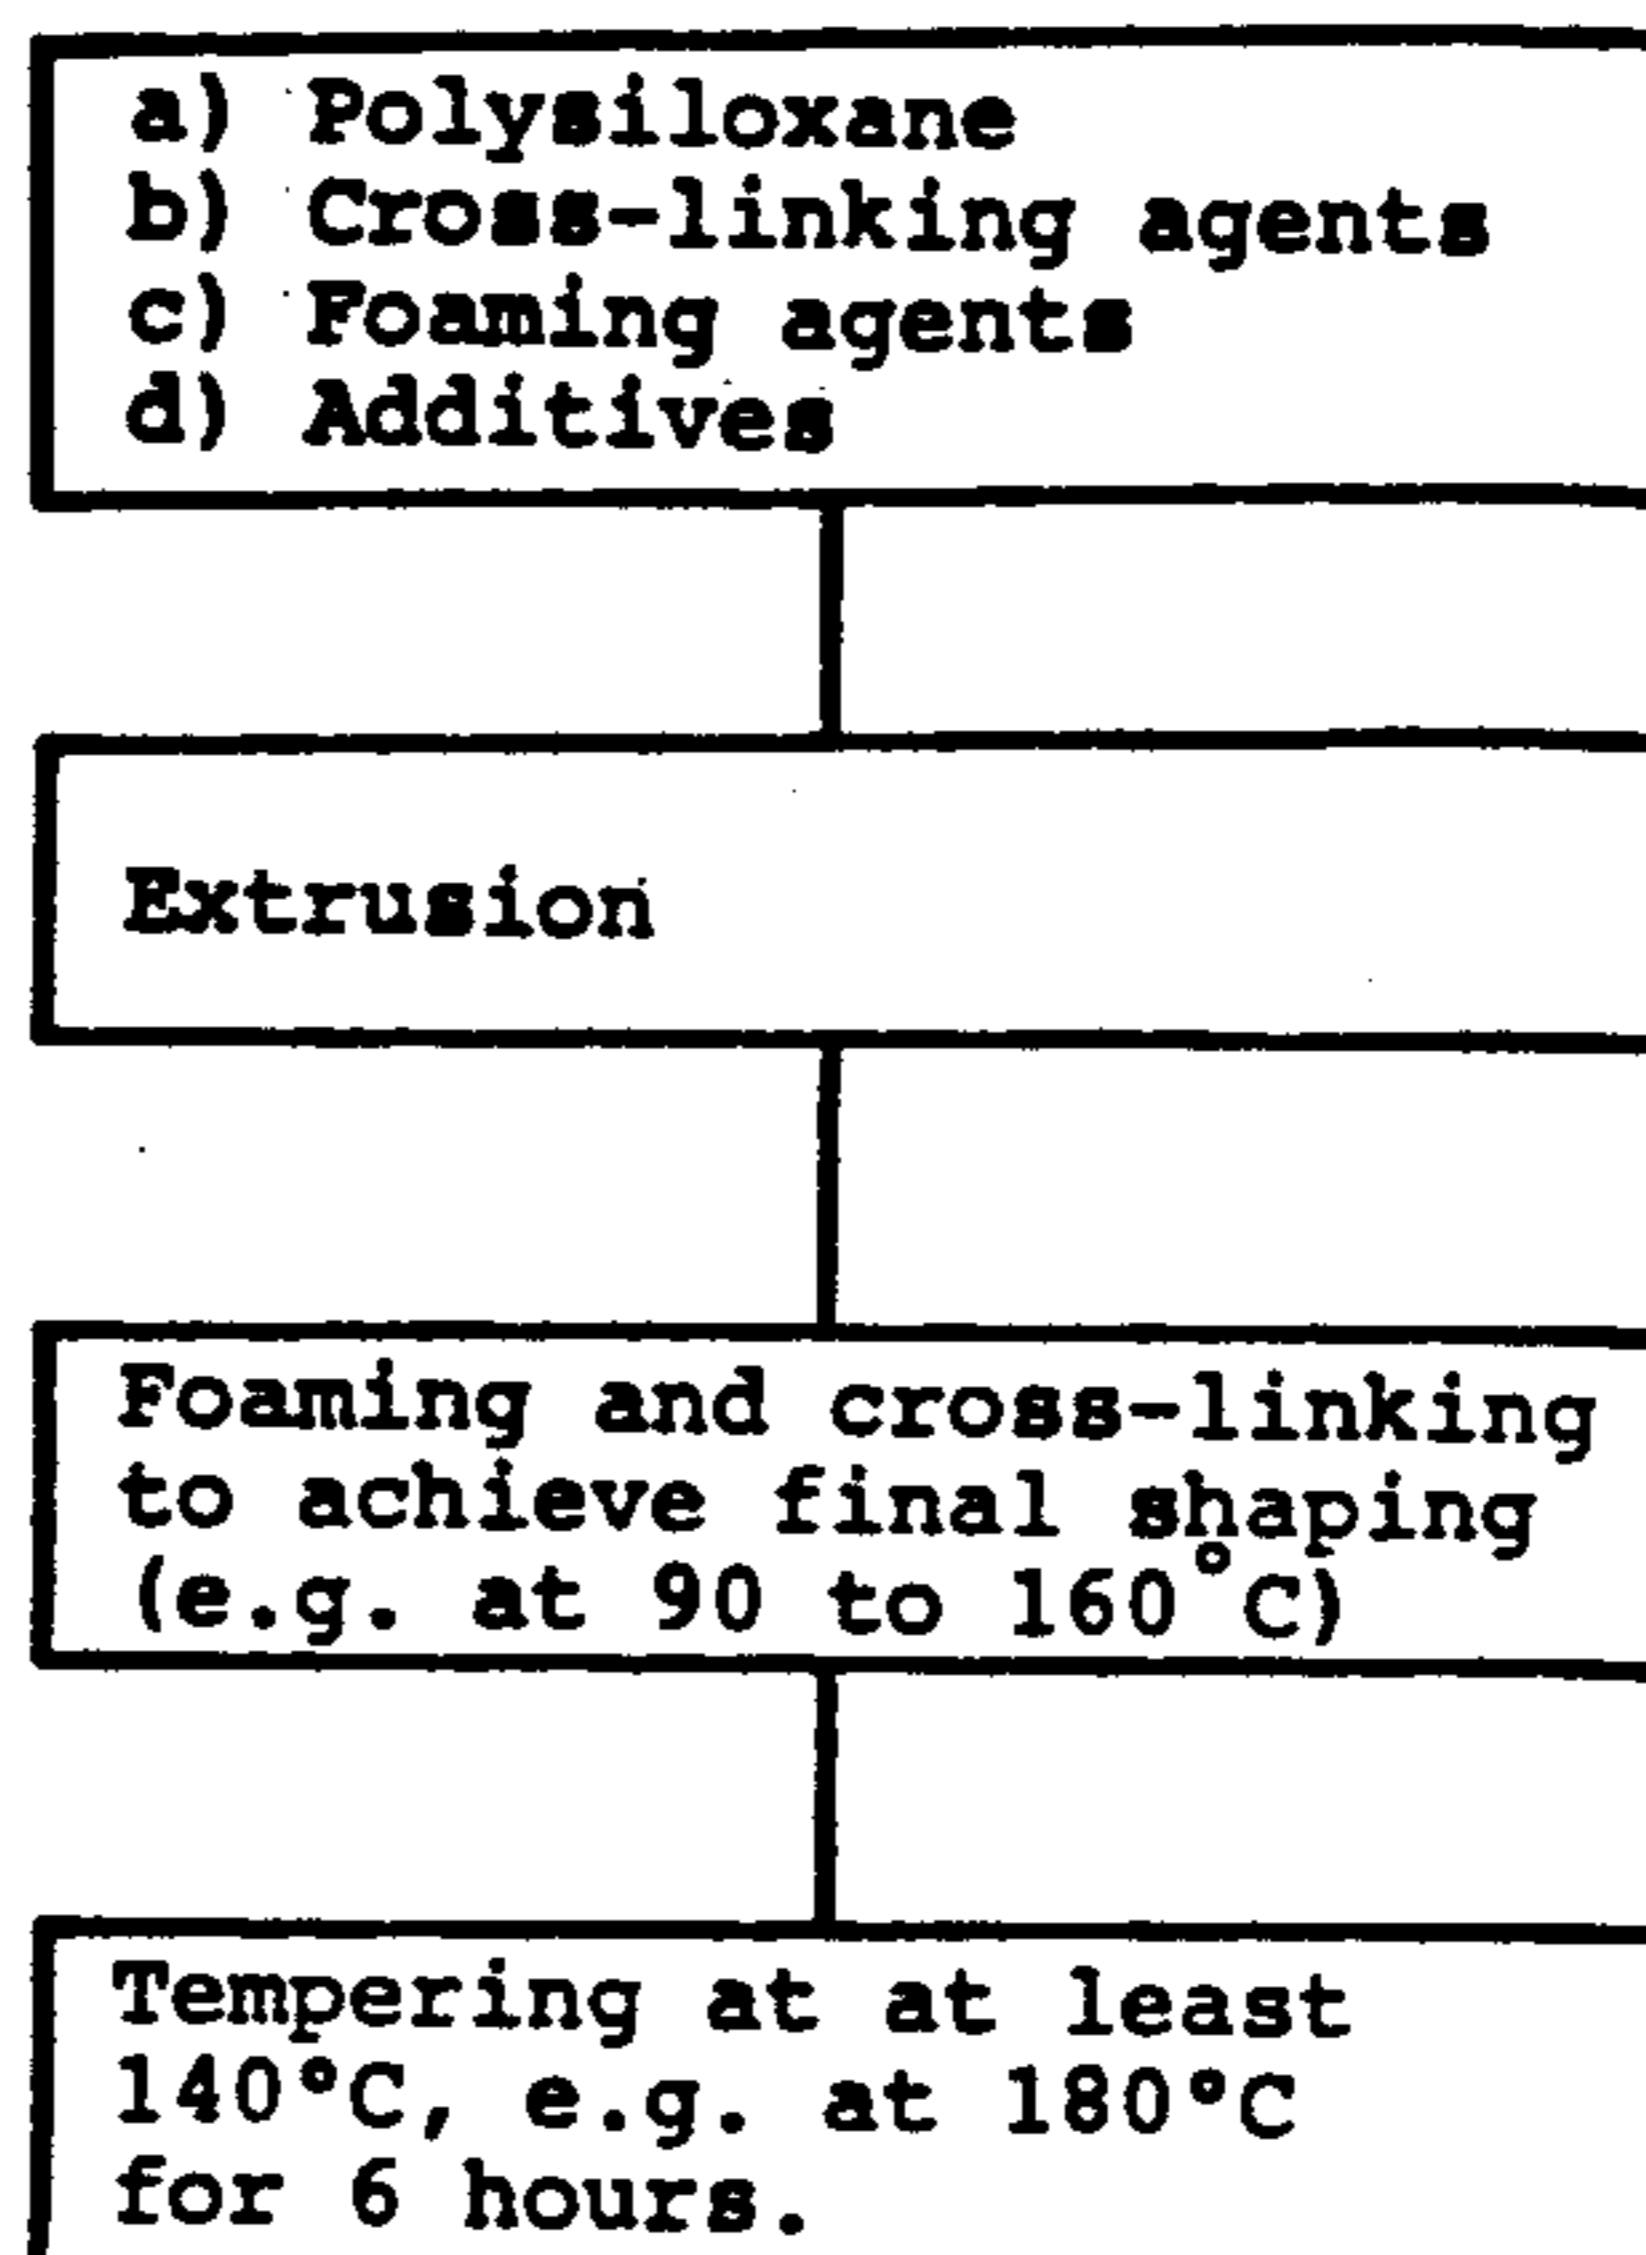 a) Polysiloxane
b) Cross-linking agents
c) Foaming agents
d) Additives
Extrusion
Foaming and cross-linking
to achieve final shaping
(e.g. at 90 to 160°C)
Tempering at at least
140°C, e.g. at 180°C
for 6 hours.